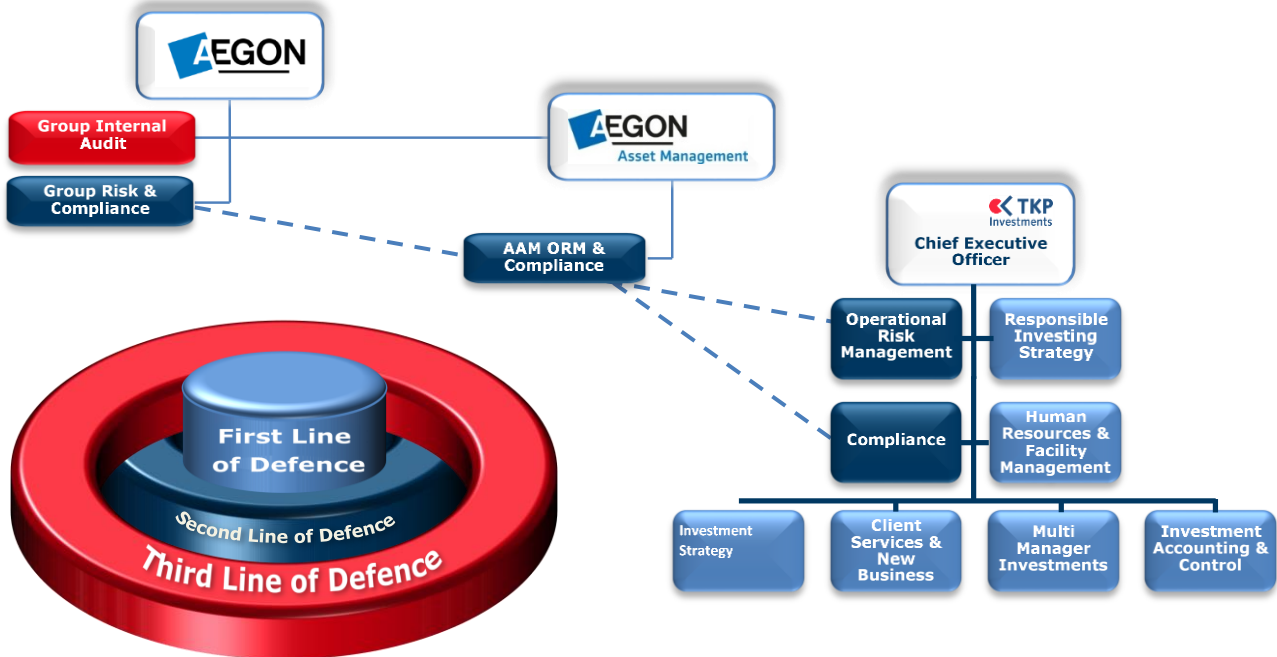 AEGON
Group Internal
Audit
Group Risk &
Compliance
AEGON
Asset Management
AAM ORM &
Compliance
TKP
Investments
Chief Executive
Officer
Operational
Risk
Management
Responsible
Investing
Strategy
Compliance
Human
Resources &
Facility
Management
Investment
Strategy
Client
Services &
New
Business
Multi
Manager
Investments
Investment
Accounting &
Control
First Line
of Defence
Second Line of Defence
Third Line of Defence